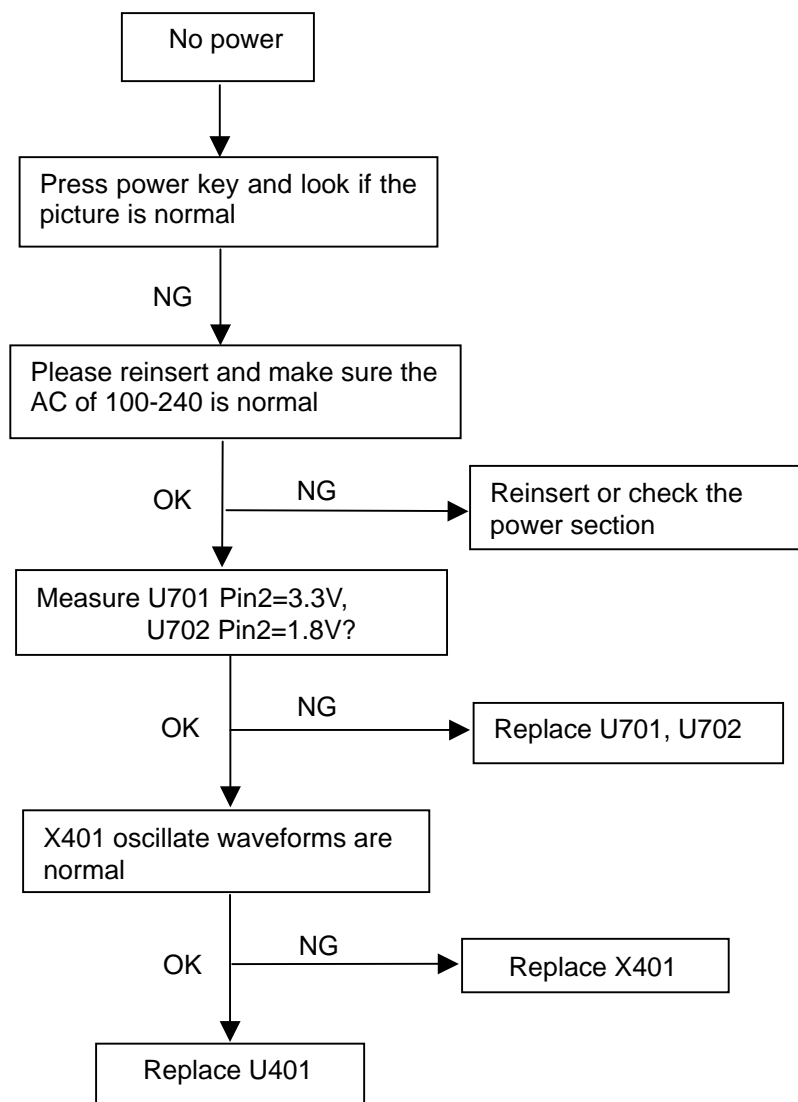 No power
Press power key and look if the
picture is normal
NG
Please reinsert and make sure the
AC of 100-240 is normal
OK
NG
Reinsert or check the
power section
Measure U701 Pin2=3.3V,
U702 Pin2=1.8V?
OK
NG
Replace U701, U702
X401 oscillate waveforms are
normal
OK
NG
Replace X401
Replace U401